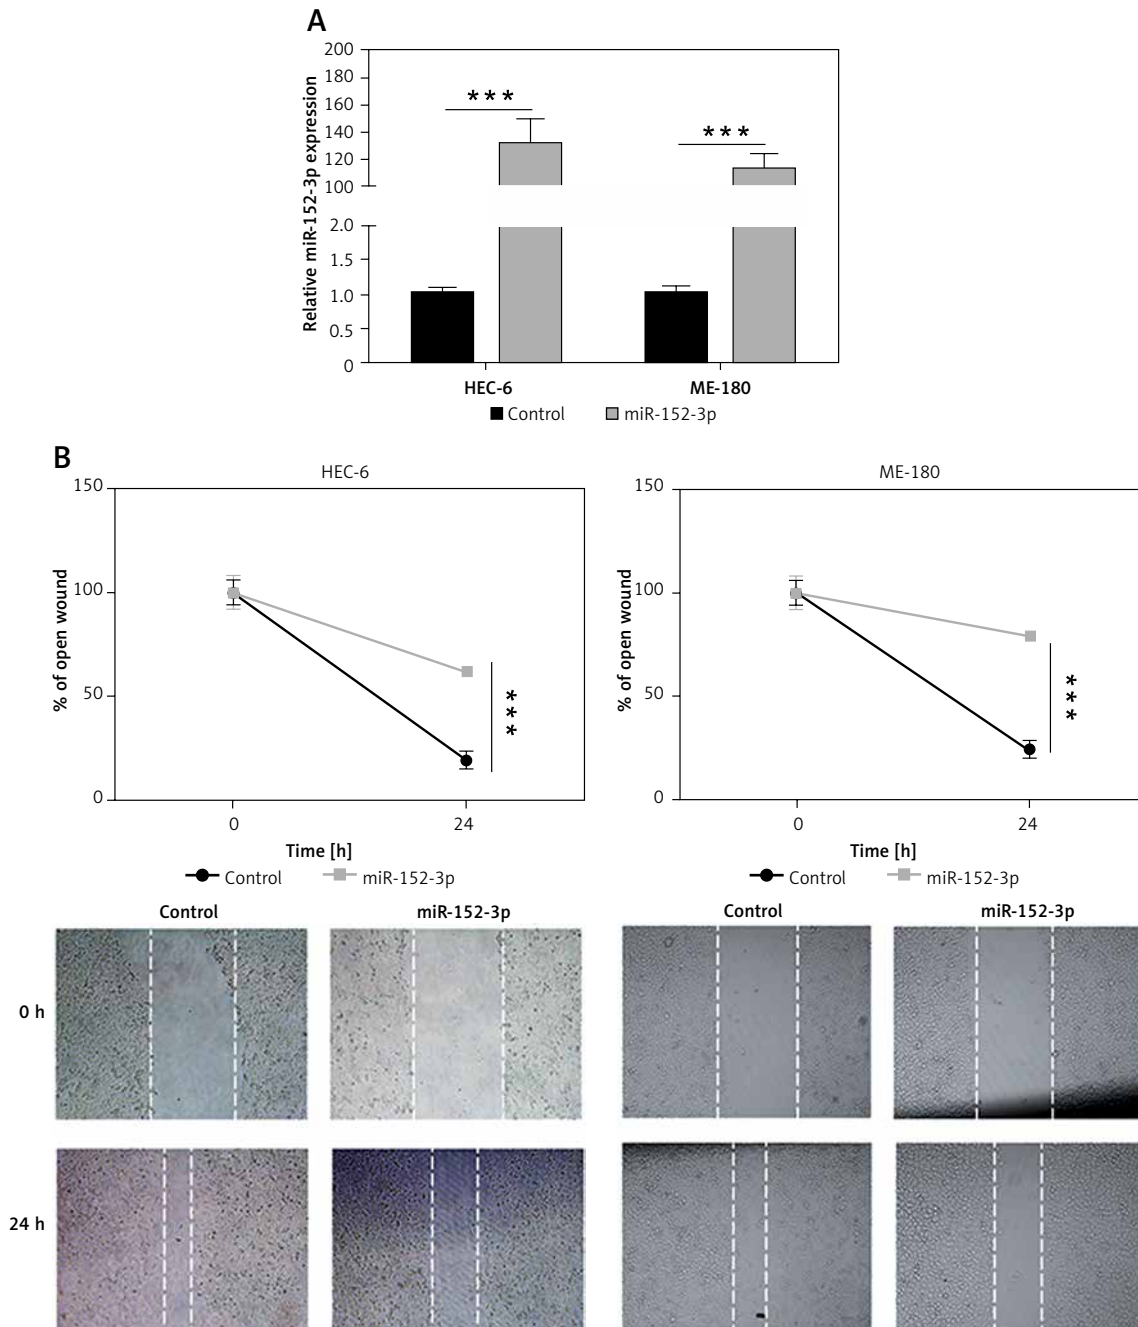 A
Relative miR-152-3p expression
200
180
160
140
120
100
2.0
1.5
1.0
0.5
0
***
***
HEC-6
ME-180
Control
miR-152-3p
B
HEC-6
% of open wound
150
100
50
0
***
0
24
Time [h]
Control
miR-152-3p
ME-180
% of open wound
150
100
50
0
***
0
24
Time [h]
Control
miR-152-3p
Control
miR-152-3p
Control
miR-152-3p
0 h
24 h